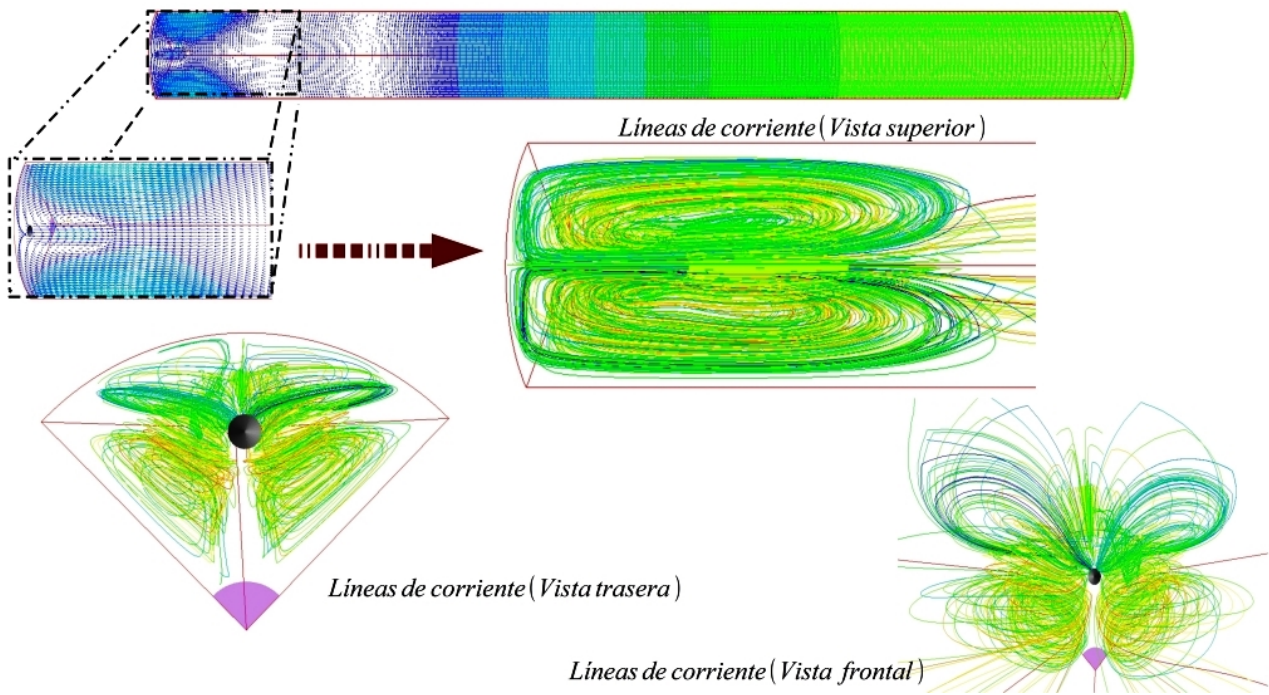 Líneas de corriente (Vista superior)
Líneas de corriente (Vista trasera)
Líneas de corriente (Vista frontal)